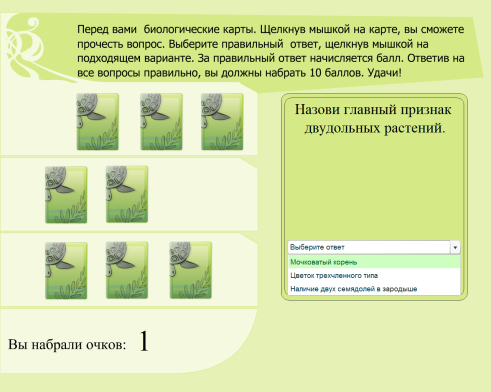 Перед вами биологические карты. Щелкнув мышкой на карте, вы сможете
прочесть вопрос. Выберите правильный ответ, щелкнув мышкой на
подходящем варианте. За правильный ответ начисляется балл. Ответив на
все вопросы правильно, вы должны набрать 10 баллов. Удачи!
Назови главный признак
двудольных растений.
Выберите ответ
Мочковатый корень
Цветок трехчленного типа
Наличие двух семядолей в зародыше
Вы набрали очков: 1